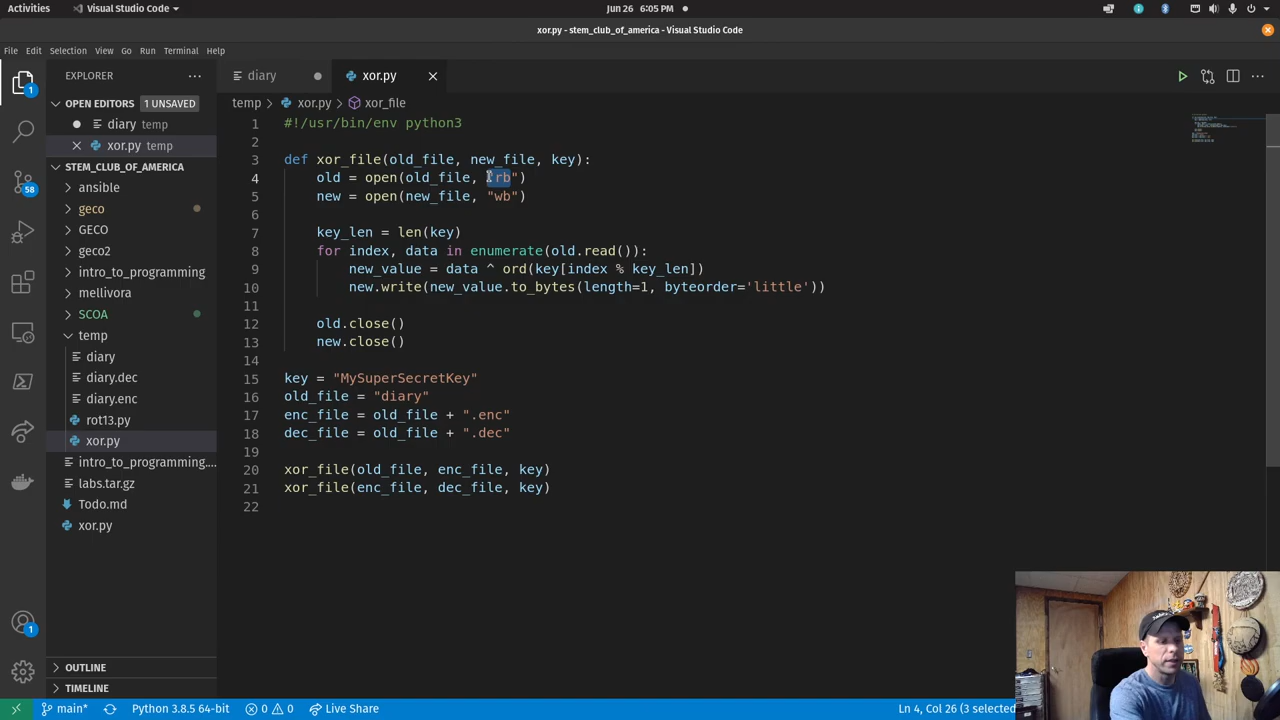 Activities
Visual Studio Code
Jun 26 6:05 PM
xor.py - stem_club_of_america - Visual Studio Code
File Edit Selection View Go Run Terminal Help
EXPLORER
diary
xor.py
OPEN EDITORS 1 UNSAVED
temp > xor.py > xor_file
diary temp
xor.py temp
STEM_CLUB_OF_AMERICA
ansible
geco
GECO
geco2
intro_to_programming
mellivora
SCOA
temp
diary
diary.dec
diary.enc
rot13.py
xor.py
intro_to_programming....
labs.tar.gz
Todo.md
xor.py
OUTLINE
TIMELINE
1
58
1
1 #!/usr/bin/env python3
2
3 def xor_file(old_file, new_file, key):
4 old = open(old_file, "rb")
5 new = open(new_file, "wb")
6
7 key_len = len(key)
8 for index, data in enumerate(old.read()):
9 new_value = data ^ ord(key[index % key_len])
10 new.write(new_value.to_bytes(length=1, byteorder='little'))
11
12 old.close()
13 new.close()
14
15 key = "MySuperSecretKey"
16 old_file = "diary"
17 enc_file = old_file + ".enc"
18 dec_file = old_file + ".dec"
19
20 xor_file(old_file, enc_file, key)
21 xor_file(enc_file, dec_file, key)
22
main* Python 3.8.5 64-bit 0 0 Live Share Ln 4, Col 26 (3 selected